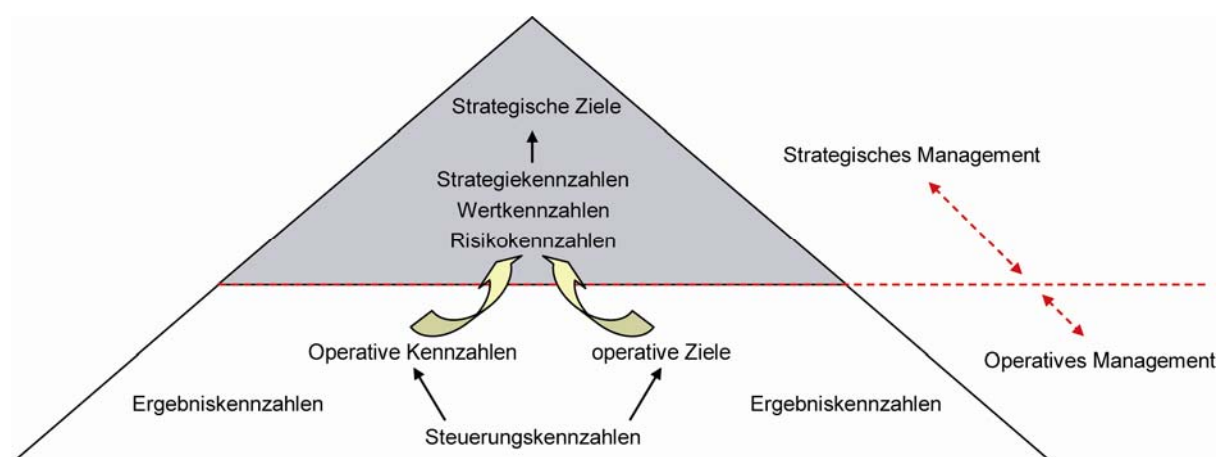 Strategische Ziele
Strategisches Management
Strategiekennzahlen
Wertkennzahlen
Risikokennzahlen
Operative Kennzahlen
operative Ziele
Operatives Management
Ergebniskennzahlen
Ergebniskennzahlen
Steuerungskennzahlen